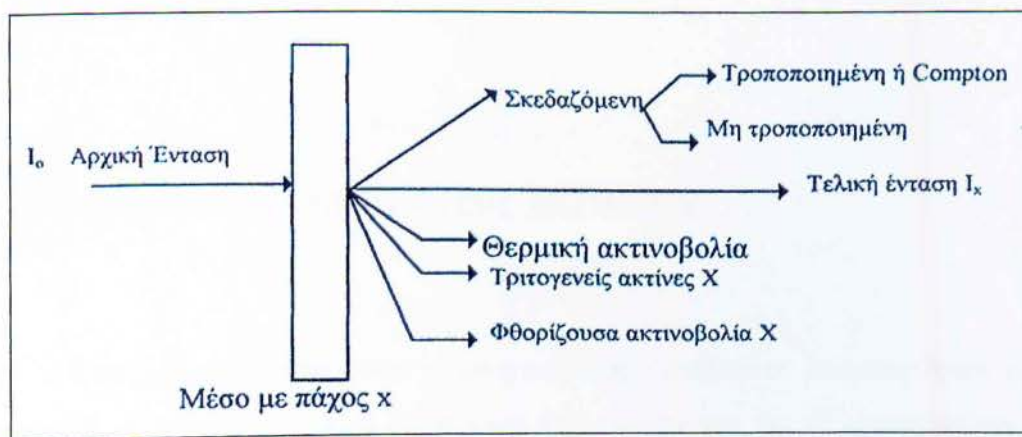 Τροποποιημένη ή Compton
Σκεδαζόμενη
Μη τροποποιημένη
Iₒ Αρχική Ένταση
Τελική ένταση Iₓ
Θερμική ακτινοβολία
Τριτογενείς ακτίνες Χ
Φθορίζουσα ακτινοβολία Χ
Μέσο με πάχος x